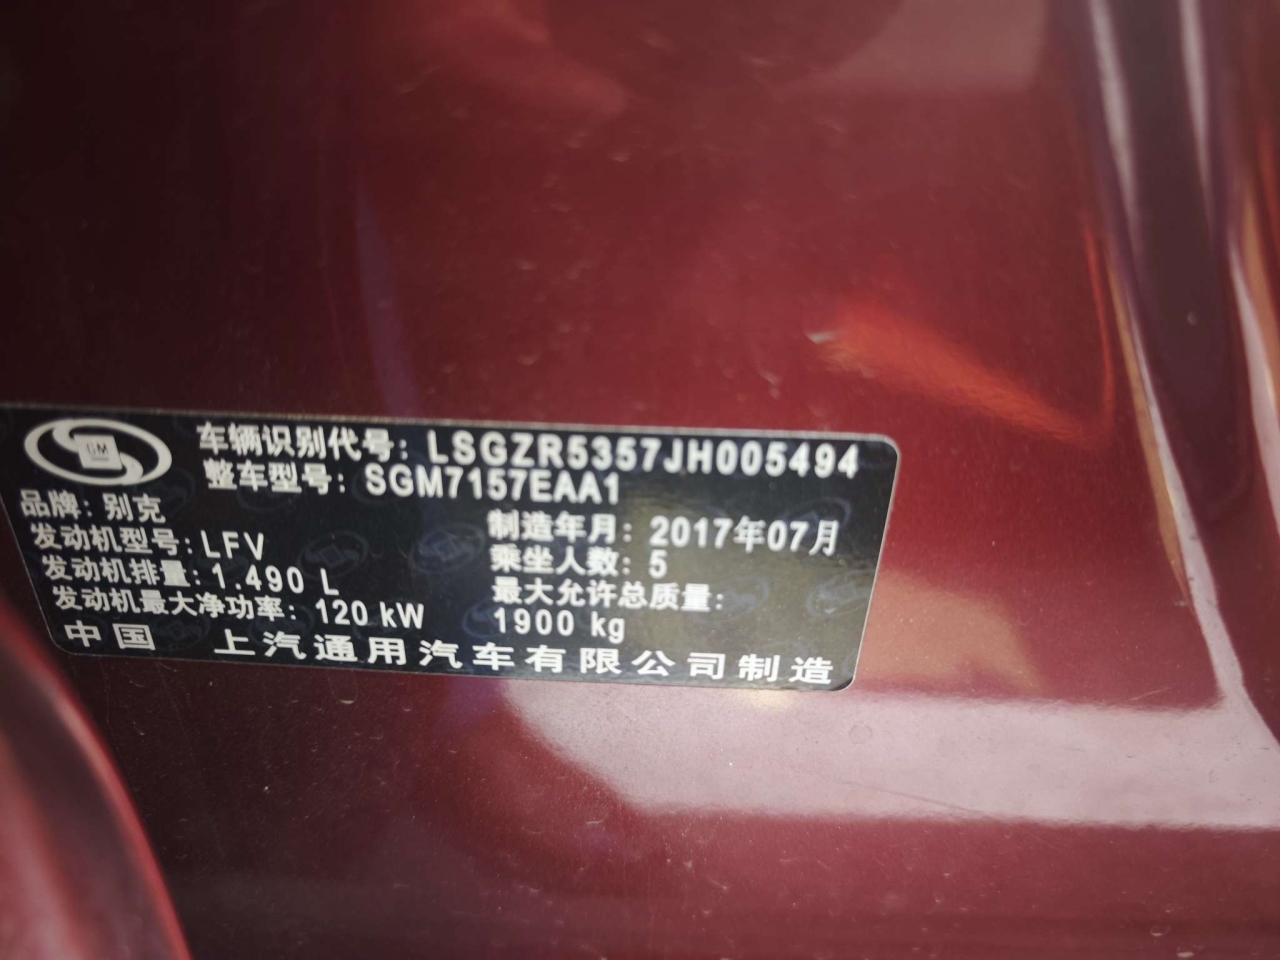 GM
车辆识别代号: LSGZR5357JH005494
整车型号: SGM7157EAA1
品牌: 别克
制造年月: 2017年07月
发动机型号: LFV
乘坐人数: 5
发动机排量: 1.490 L
最大允许总质量:
1900 kg
发动机最大净功率: 120 kW
中国 上汽通用汽车有限公司制造